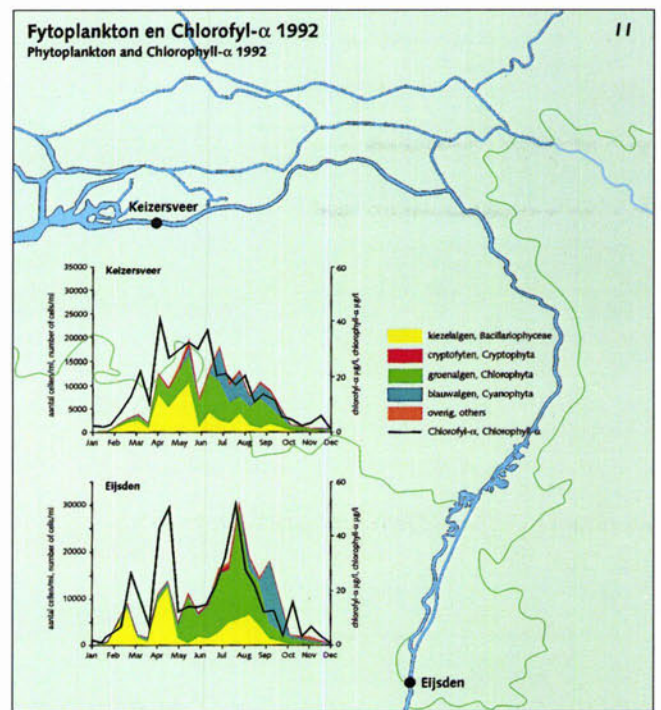 Fytoplankton en Chlorofyl-α 1992
Phytoplankton and Chlorophyll-α 1992
11
Keizersveer
Keizersveer
35000
30000
25000
20000
15000
10000
5000
0
60
40
20
0
aantal cellen/ml, number of cells/ml
chlorofyl-α µg/l, chlorophyll-α µg/l
Jan Feb Mar Apr May Jun Jul Aug Sep Oct Nov Dec
kiezelalgen, Bacillariophyceae
cryptofyten, Cryptophyta
groenalgen, Chlorophyta
blauwalgen, Cyanophyta
overig, others
Chlorofyl-α, Chlorophyll-α
Eijsden
30000
20000
10000
0
60
40
20
0
aantal cellen/ml, number of cells/ml
chlorofyl-α µg/l, chlorophyll-α µg/l
Jan Feb Mar Apr May Jun Jul Aug Sep Oct Nov Dec
Eijsden